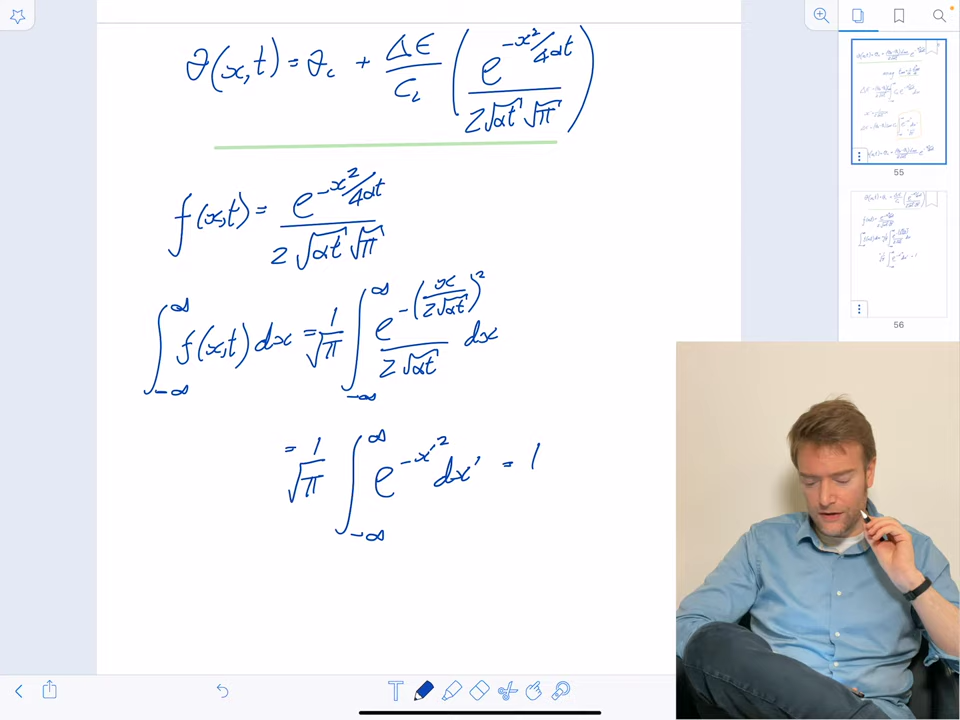 θ(x,t) = θ_c + Δϵ/C_L ( e^(-x²/4αt) / 2√αt √π )
f(x,t) = e^(-x²/4αt) / 2√αt √π
∫_{-∞}^{∞} f(x,t) dx = 1/√π ∫_{-∞}^{∞} e^(-(x/2√αt)²) / 2√αt dx
= 1/√π ∫_{-∞}^{∞} e^(-x'²) dx' = 1
55
56
T